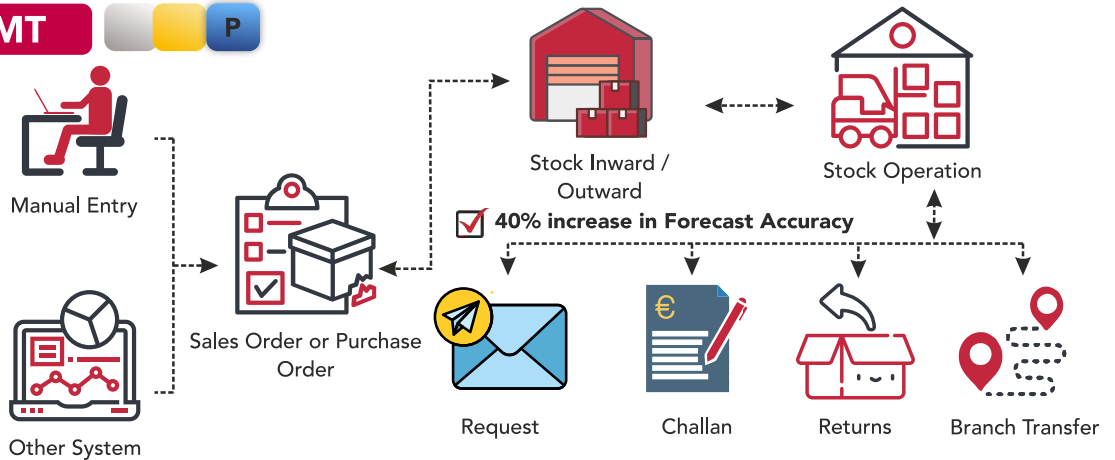 MT
P
Manual Entry
Other System
Sales Order or Purchase
Order
Stock Inward /
Outward
Stock Operation
40% increase in Forecast Accuracy
€
Request
Challan
Returns
Branch Transfer